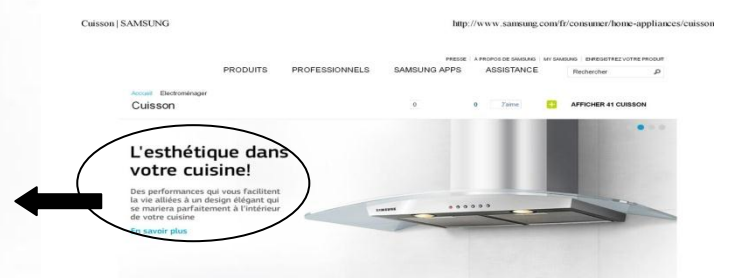 Cuisson | SAMSUNG
http://www.samsung.com/fr/consumer/home-appliances/cuisson
PRESSE À PROPOS DE SAMSUNG MY SAMSUNG ENREGISTREZ VOTRE PRODUIT
PRODUITS PROFESSIONNELS SAMSUNG APPS ASSISTANCE Rechercher
Accueil Electroménager
Cuisson
0 0 J'aime + AFFICHER 41 CUISSON
L'esthétique dans
votre cuisine!
Des performances qui vous facilitent
la vie alliées à un design élégant qui
se mariera parfaitement à l'intérieur
de votre cuisine
En savoir plus
SAMSUNG